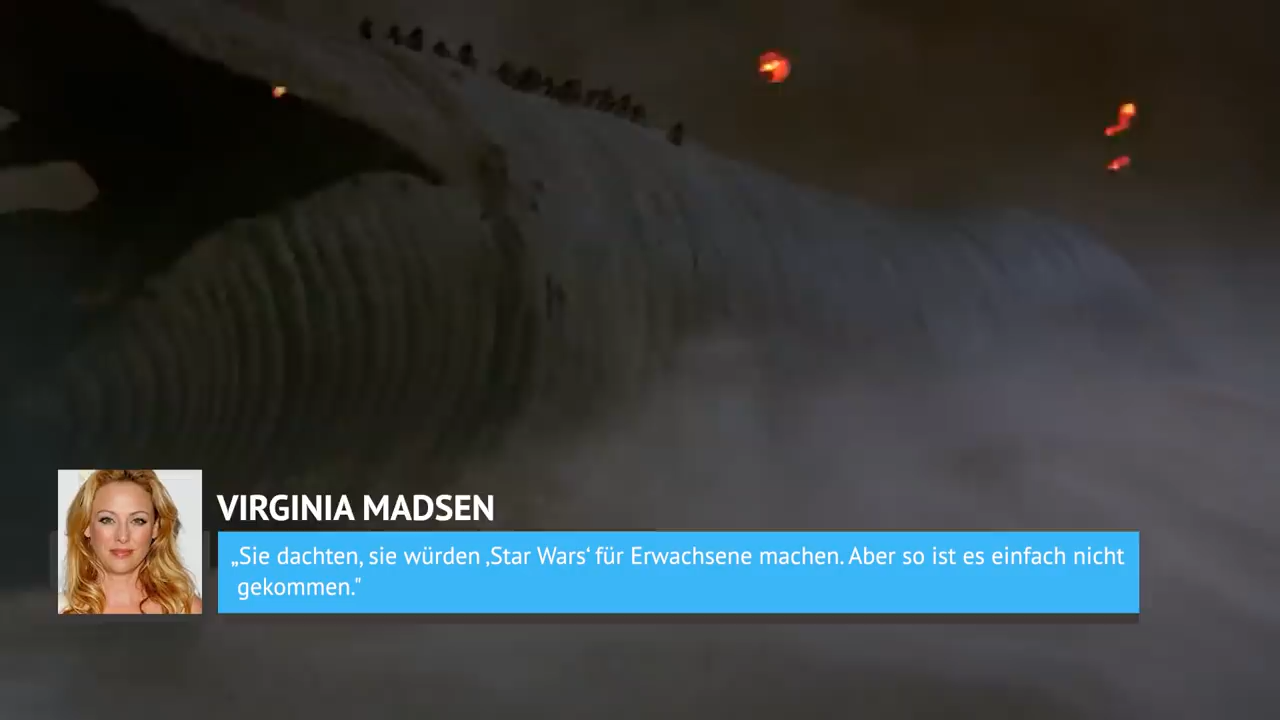 VIRGINIA MADSEN
„Sie dachten, sie würden ‚Star Wars‘ für Erwachsene machen. Aber so ist es einfach nicht
gekommen."